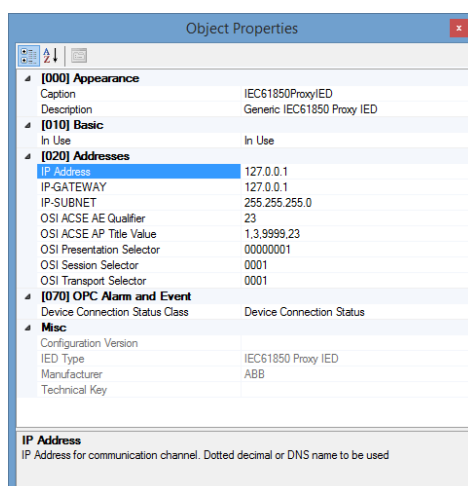 Object Properties
x
[000] Appearance
Caption IEC61850ProxyIED
Description Generic IEC61850 Proxy IED
[010] Basic
In Use In Use
[020] Addresses
IP Address 127.0.0.1
IP-GATEWAY 127.0.0.1
IP-SUBNET 255.255.255.0
OSI ACSE AE Qualifier 23
OSI ACSE AP Title Value 1,3,9999,23
OSI Presentation Selector 00000001
OSI Session Selector 0001
OSI Transport Selector 0001
[070] OPC Alarm and Event
Device Connection Status Class Device Connection Status
Misc
Configuration Version
IED Type IEC61850 Proxy IED
Manufacturer ABB
Technical Key
IP Address
IP Address for communication channel. Dotted decimal or DNS name to be used